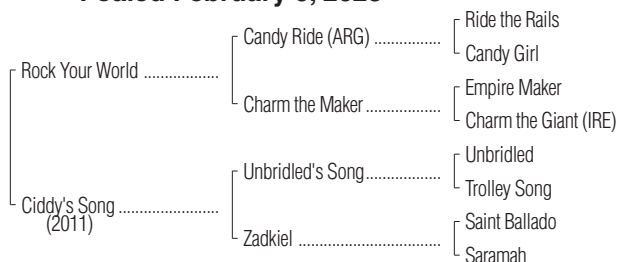 Foaled February 6, 2023
Ride the Rails
Candy Ride (ARG) ................
Candy Girl
Rock Your World .................
Empire Maker
Charm the Maker .................
Charm the Giant (IRE)
Unbridled
Unbridled's Song.................
Trolley Song
Ciddy's Song .......................
(2011)
Saint Ballado
Zadkiel ................................
Saramah